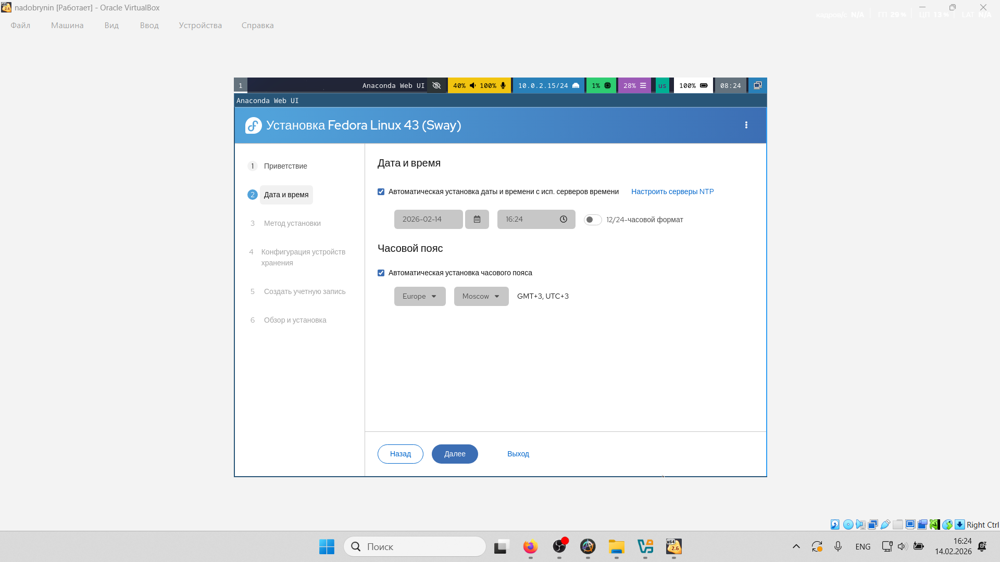 nadobrynin [Работает] - Oracle VirtualBox
Файл Машина Вид Ввод Устройства Справка
кадров/с N/A ГП 29 % ЦП 13 % LAT N/A
1 Anaconda Web UI 40% 100% 10.0.2.15/24 1% 28% us 100% 08:24
Anaconda Web UI
Установка Fedora Linux 43 (Sway)
1 Приветствие
2 Дата и время
3 Метод установки
4 Конфигурация устройств
хранения
5 Создать учетную запись
6 Обзор и установка
Дата и время
Автоматическая установка даты и времени с исп. серверов времени Настроить серверы NTP
2026-02-14 16:24 12/24-часовой формат
Часовой пояс
Автоматическая установка часового пояса
Europe Moscow GMT+3, UTC+3
Назад Далее Выход
Right Ctrl
Поиск
x64
2.6
ENG
16:24
14.02.2026